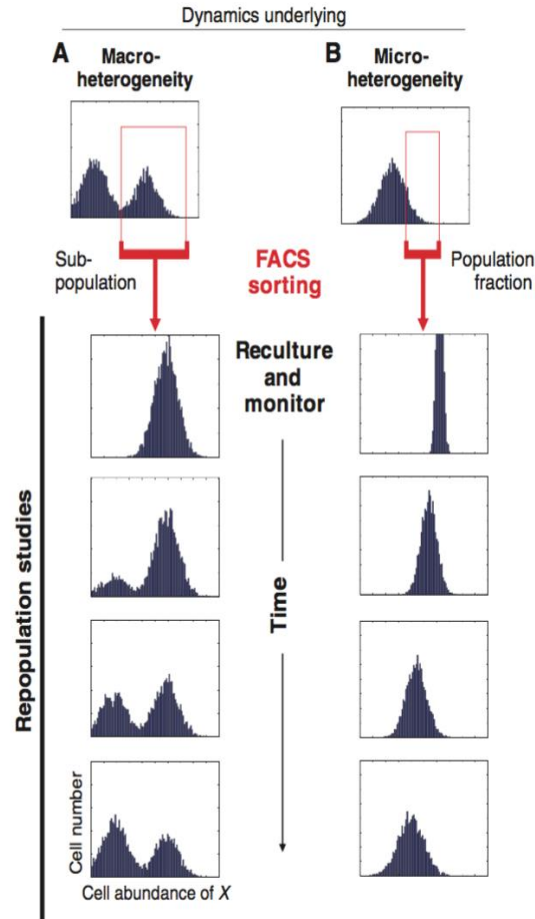 Dynamics underlying
A
Macro-
heterogeneity
B
Micro-
heterogeneity
Sub-
population
FACS
sorting
Population
fraction
Reculture
and
monitor
Repopulation studies
Time
Cell number
Cell abundance of X